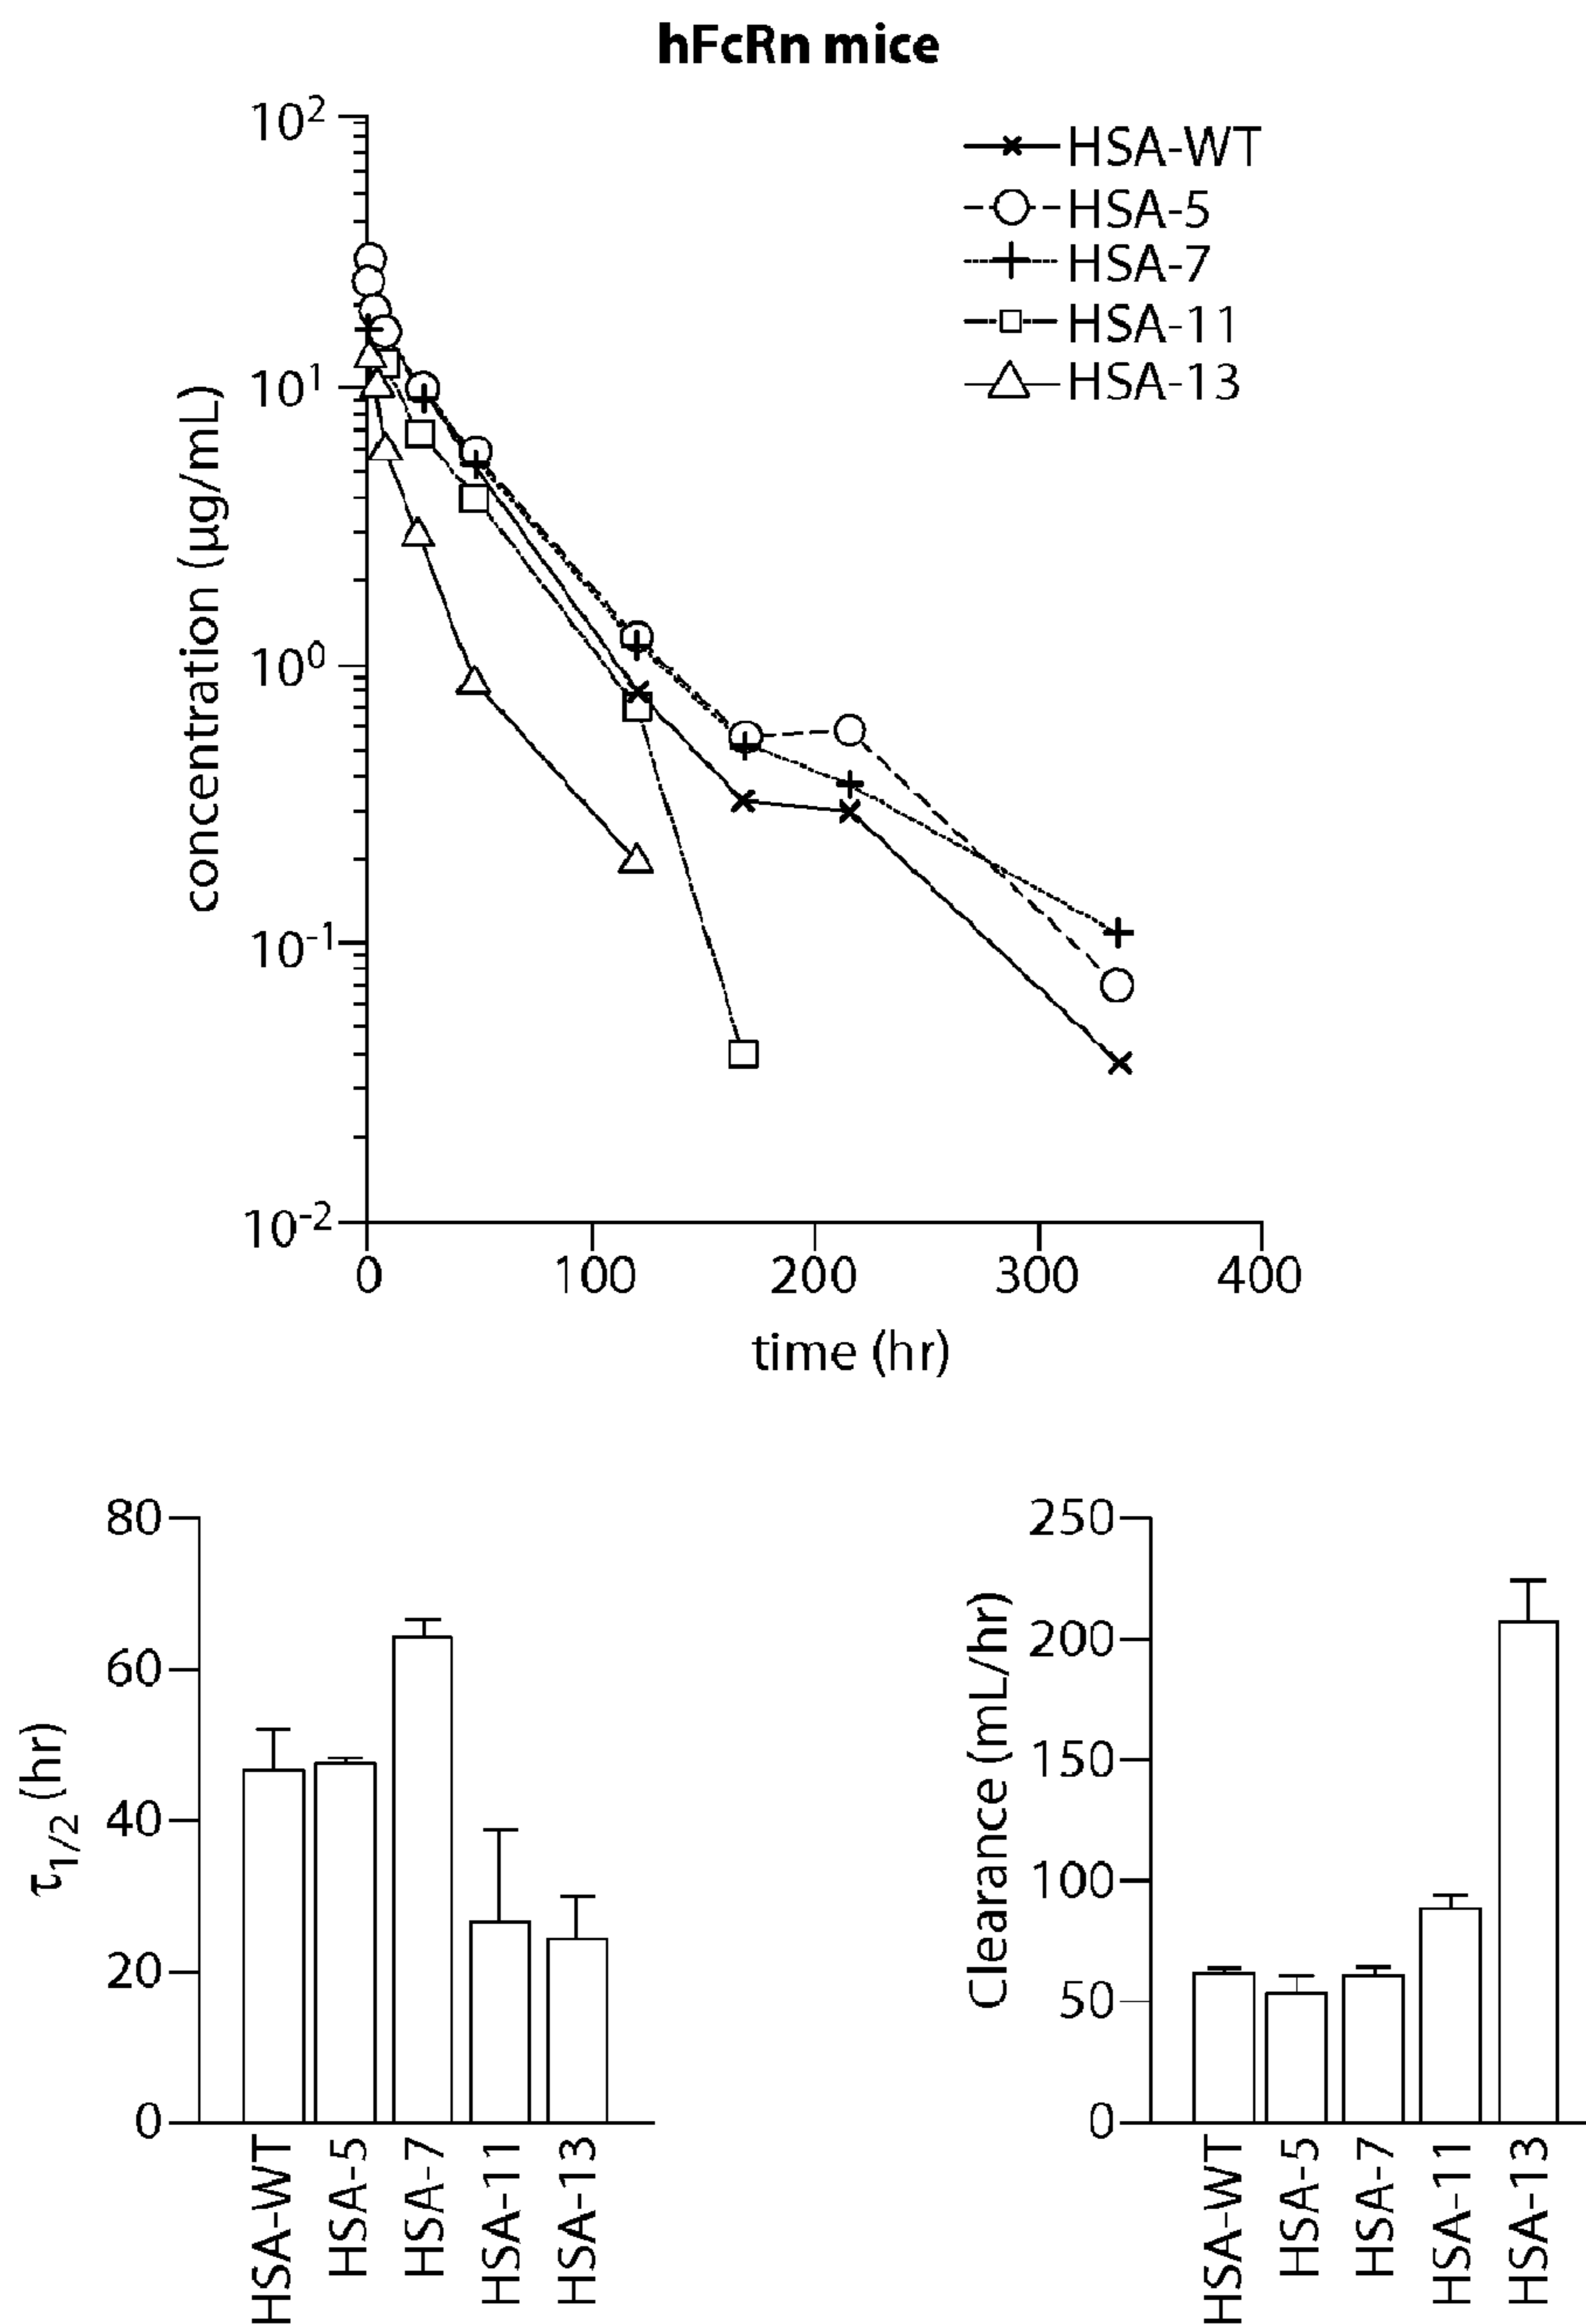 hFcRn mice
10²
10¹
10⁰
10⁻¹
10⁻²
concentration (µg/mL)
HSA-WT
HSA-5
HSA-7
HSA-11
HSA-13
0 100 200 300 400
time (hr)
80
60
40
20
0
τ1/2 (hr)
HSA-WT
HSA-5
HSA-7
HSA-11
HSA-13
250
200
150
100
50
0
Clearance (mL/hr)
HSA-WT
HSA-5
HSA-7
HSA-11
HSA-13